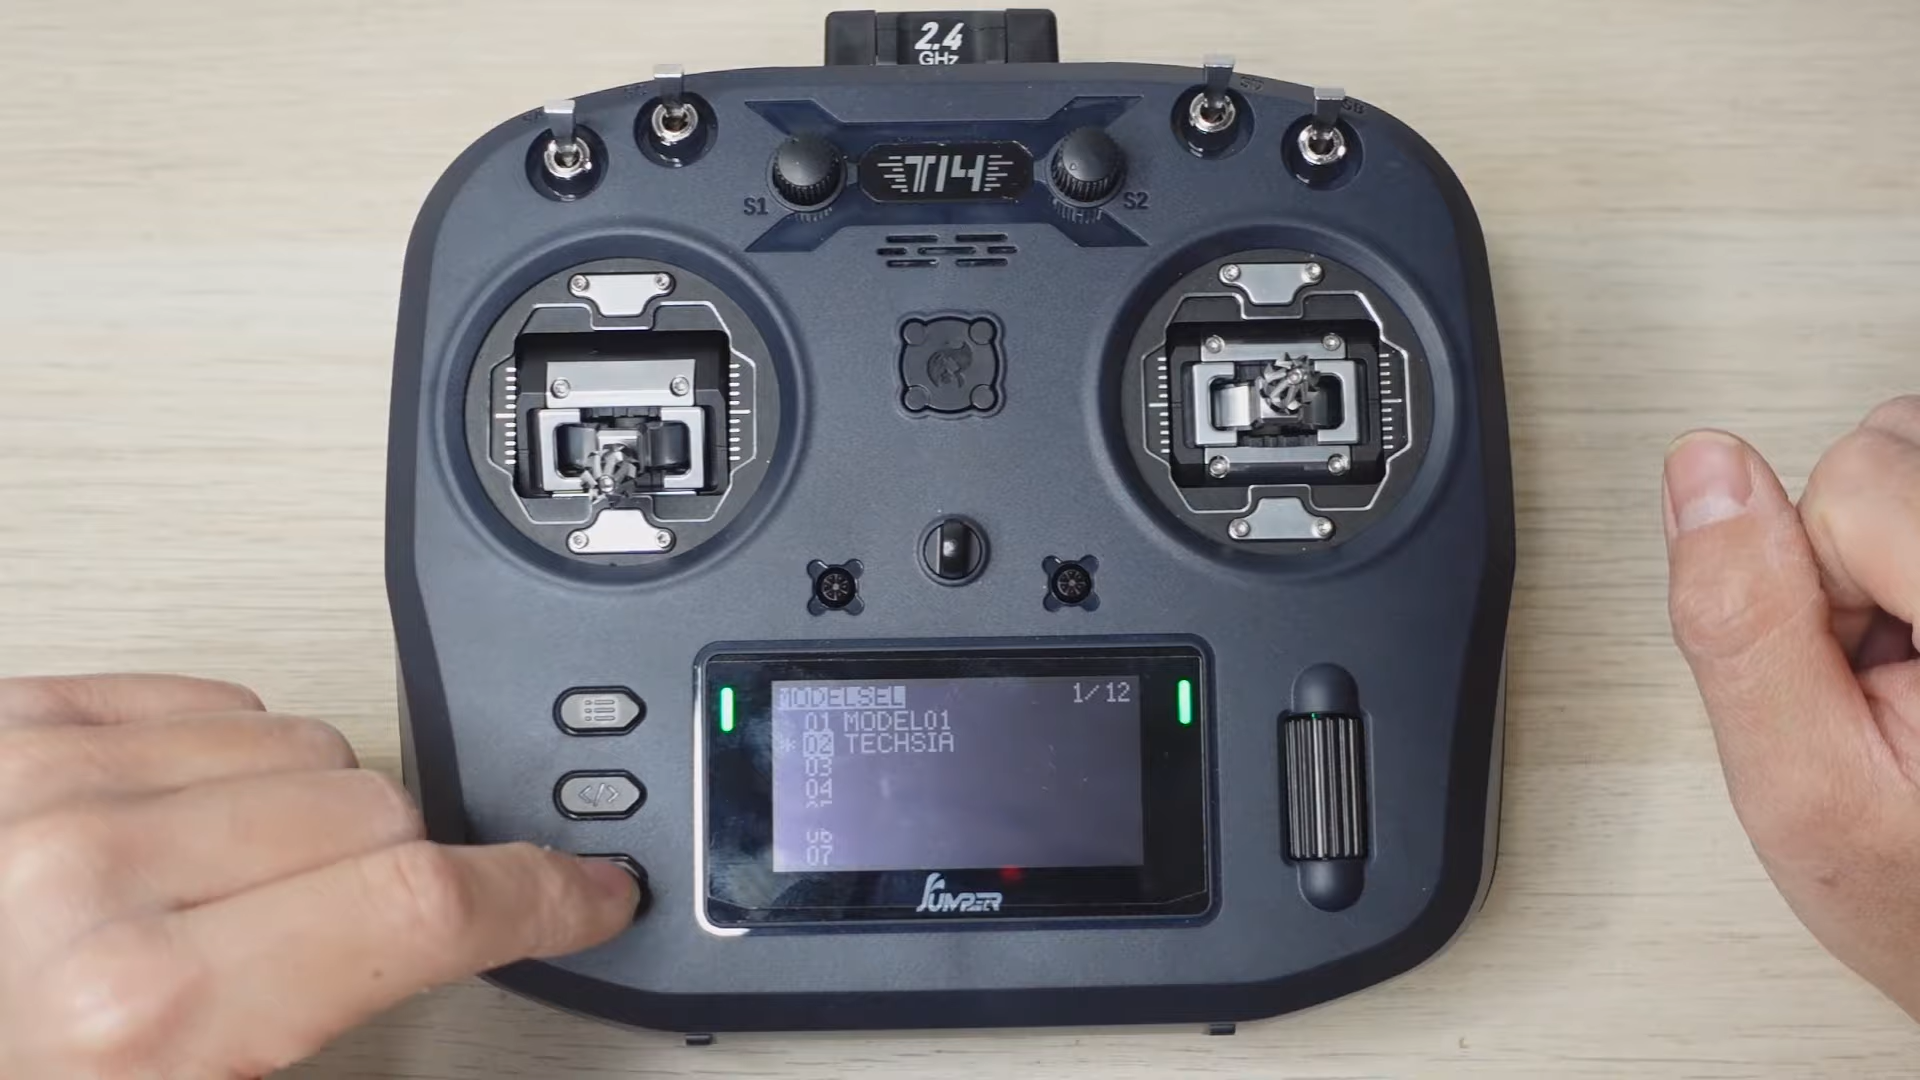 2.4
GHz
T14
S1
S2
MODELSEL 1/12
01 MODEL01
* 02 TECHSIA
03
04
06
07
JUMPER